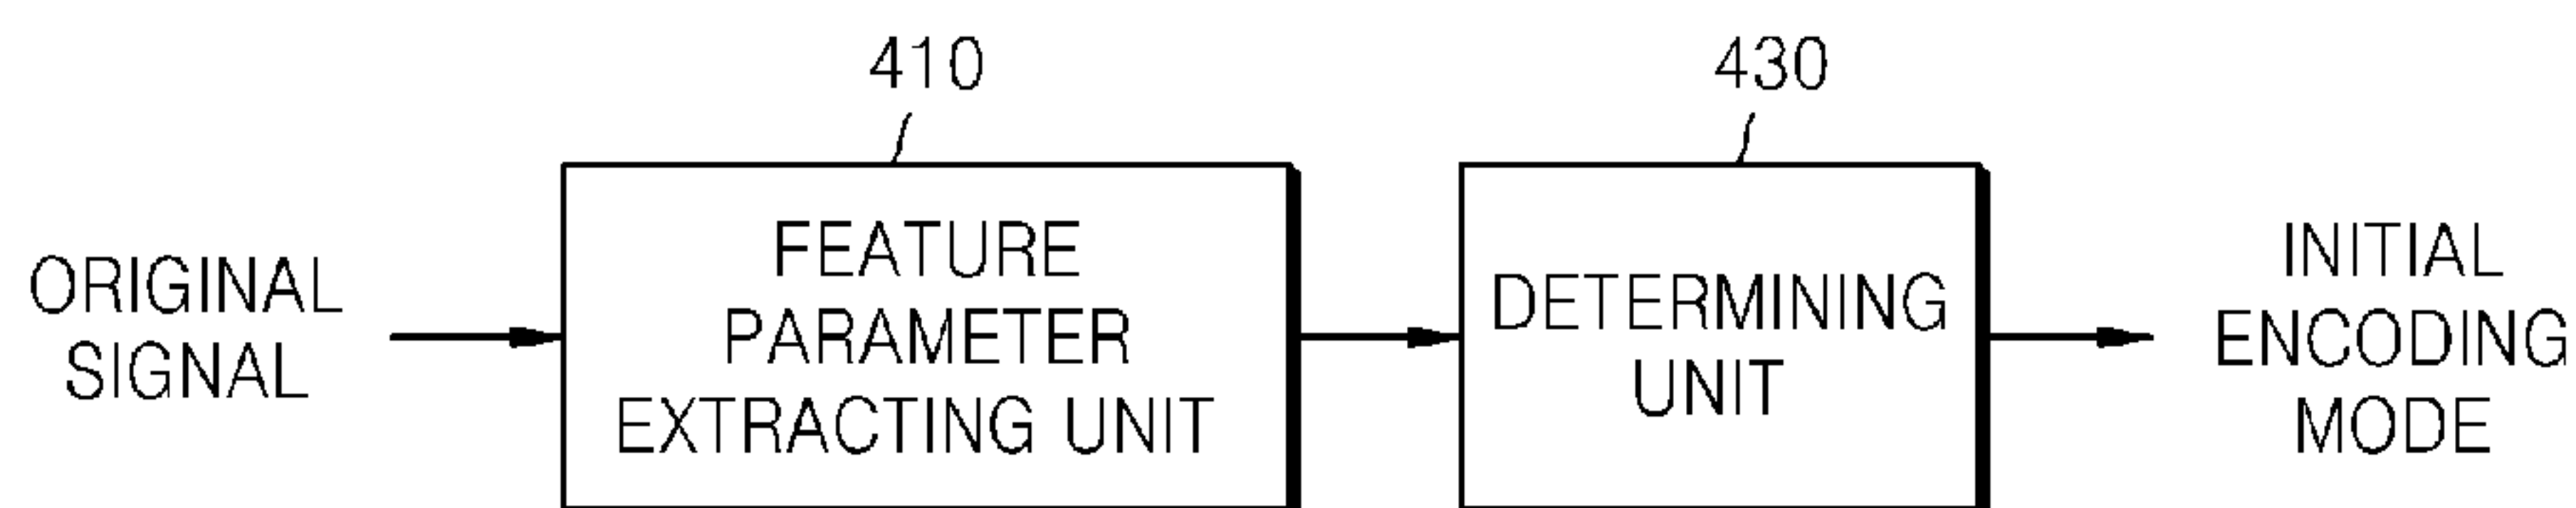 410
430
ORIGINAL
SIGNAL
FEATURE
PARAMETER
EXTRACTING UNIT
DETERMINING
UNIT
INITIAL
ENCODING
MODE